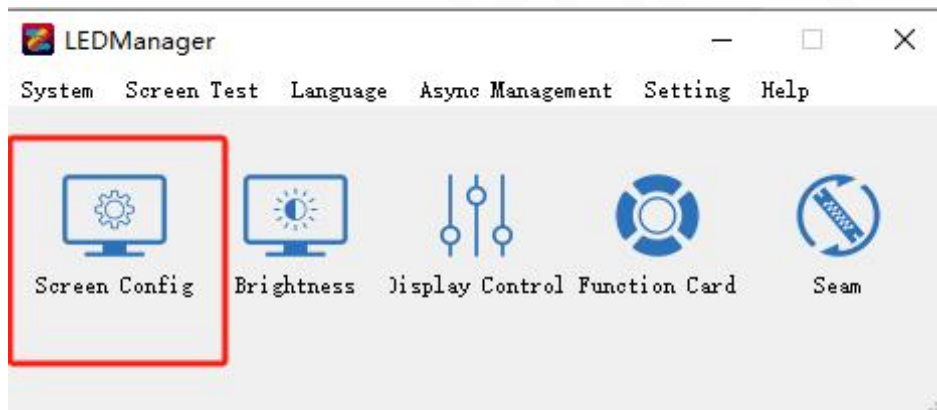 LEDManager
System Screen Test Language Async Management Setting Help
Screen Config Brightness Display Control Function Card Seam